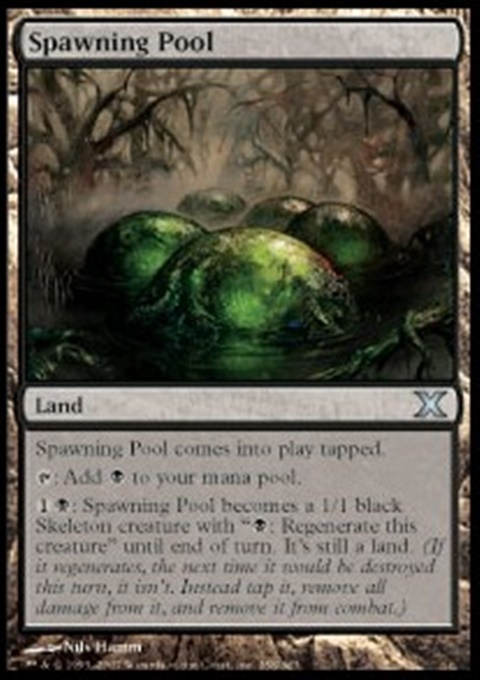 Spawning Pool
Land
Spawning Pool comes into play tapped.
: Add to your mana pool.
1 : Spawning Pool becomes a 1/1 black
Skeleton creature with “: Regenerate this
creature” until end of turn. It's still a land. (If
it regenerates, the next time it would be destroyed
this turn, it isn't. Instead tap it, remove all
damage from it, and remove it from combat.)
Nils Hamm